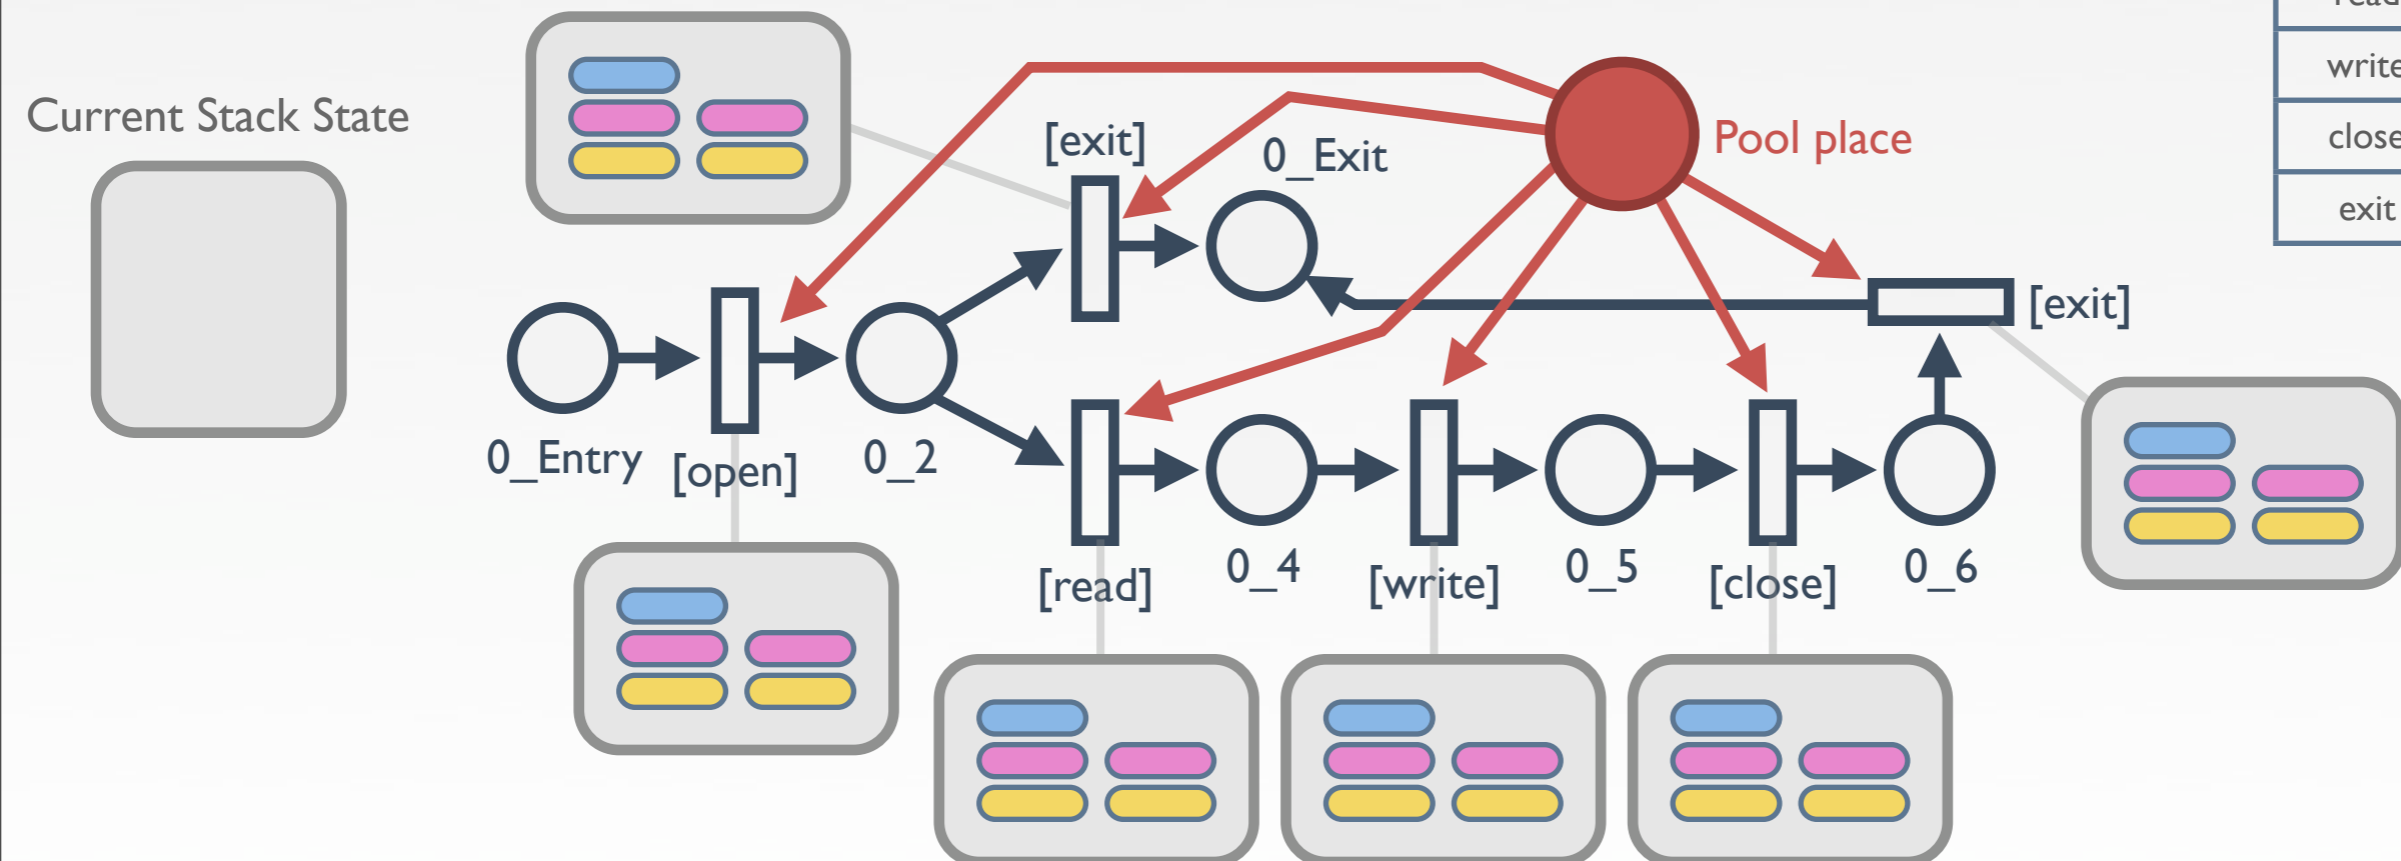 Current Stack State
[exit]
0_Exit
Pool place
write
close
exit
[exit]
0_Entry
[open]
0_2
[read]
0_4
[write]
0_5
[close]
0_6